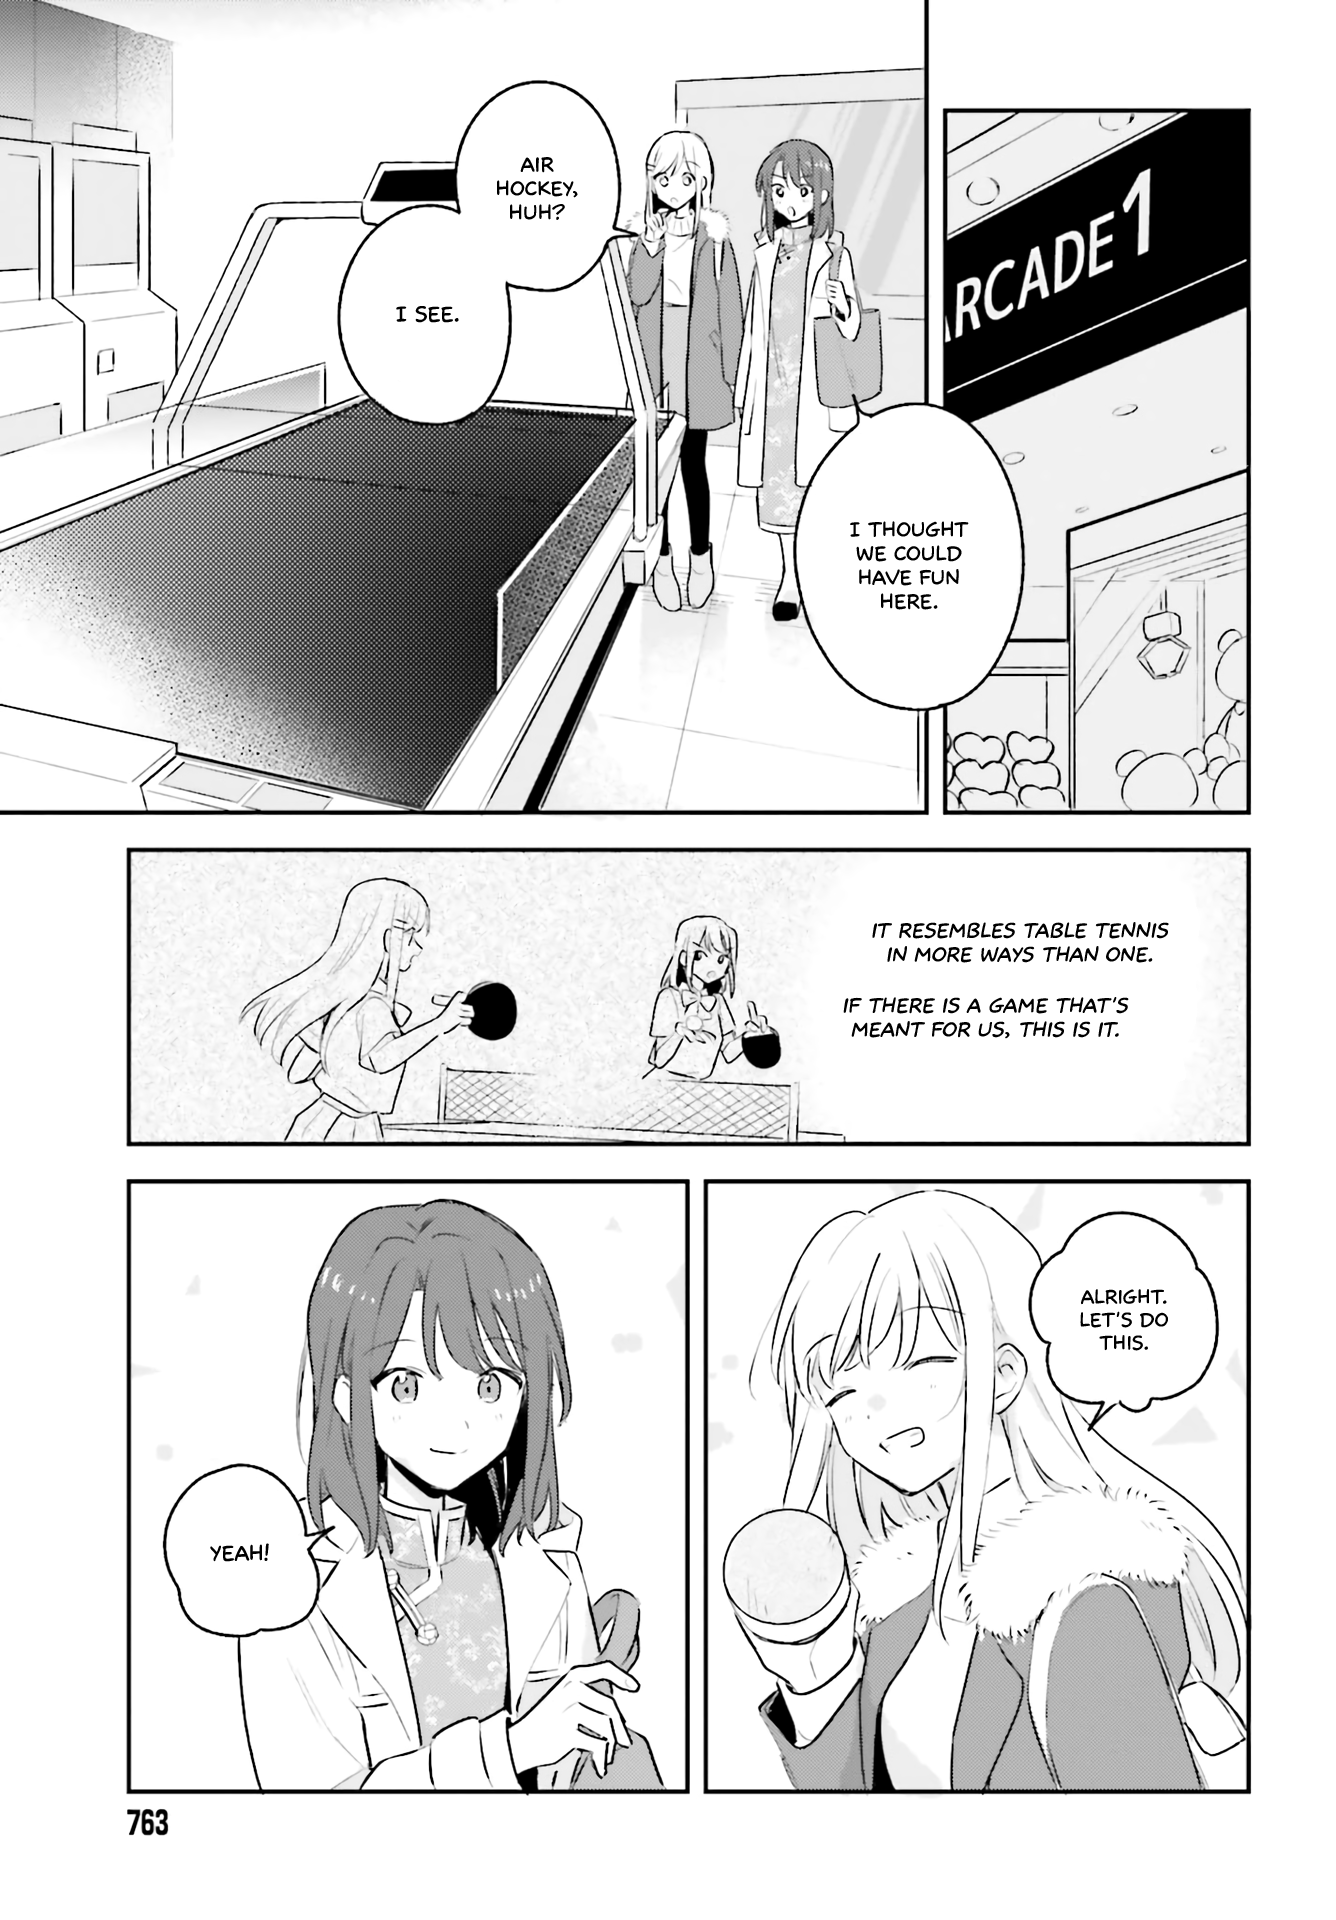 ARCADE 1
I THOUGHT
WE COULD
HAVE FUN
HERE.
AIR
HOCKEY,
HUH?
I SEE.
IT RESEMBLES TABLE TENNIS
IN MORE WAYS THAN ONE.
IF THERE IS A GAME THAT'S
MEANT FOR US, THIS IS IT.
ALRIGHT.
LET'S DO
THIS.
YEAH!
763